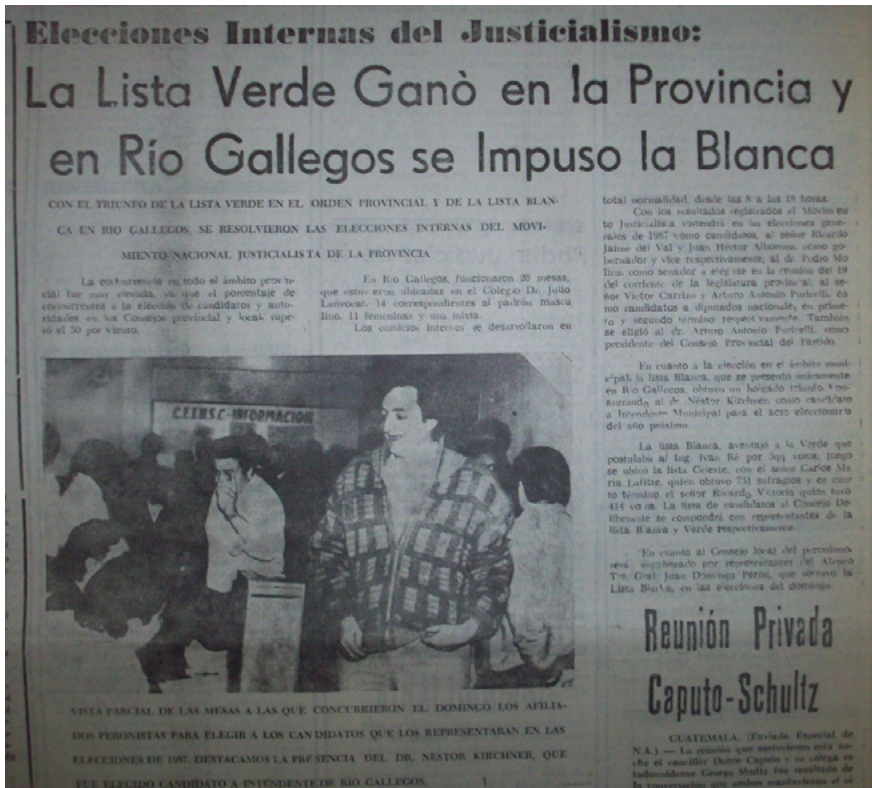 Elecciones Internas del Justicialismo:
La Lista Verde Ganò en la Provincia y
en Río Gallegos se Impuso la Blanca
CON EL TRIUNFO DE LA LISTA VERDE EN EL ORDEN PROVINCIAL Y DE LA LISTA BLAN-
CA EN RIO GALLEGOS, SE RESOLVIERON LAS ELECCIONES INTERNAS DEL MOVI-
MIENTO NACIONAL JUSTICIALISTA DE LA PROVINCIA
La concurrencia en todo el ámbito provin-
cial fue muy elevada, ya que el porcentaje de
concurrentes a la elección de candidatos y auto-
ridades en los Consejos provincial y local, supe-
ró el 50 por ciento.
En Río Gallegos, funcionaron 26 mesas,
que estuvieron ubicadas en el Colegio Dr. Julio
Ladvocat, 14 correspondientes al padrón mascu
lino, 11 femeninas y una mixta.
Los comicios internos se desarrollaron en
total normalidad, desde las 8 a las 18 horas.
Con los resultados registrados el Movimien
to Justicialista postulará en las elecciones gene-
rales de 1987 como candidatos, al señor Ricardo
Jaime del Val y Juan Héctor Albornoz, como go-
bernador y vice respectivamente; al dr. Pedro Mo
lina, como senador a elegirse en la reunión del 19
del corriente de la legislatura provincial, al se-
ñor Victor Carrizo y Arturo Antonio Puricelli, co
mo candidatos a diputados nacionales, en prime-
ro y segundo término respectivamente. También
se eligió al dr. Arturo Antonio Puricelli, como
presidente del Consejo Provincial del Partido.
En cuanto a la elección en el ámbito muni-
cipal, la lista Blanca, que se presentó únicamente
en Río Gallegos, obtuvo un holgado triunfo, con-
sagrando al dr. Néstor Kirchner, como candidato
a Intendente Municipal para el acto eleccionario
del año próximo.
La lista Blanca, aventajó a la Verde que
postulaba al Ing. Ivan Ré por votos, luego
se ubicó la lista Celeste, con el señor Carlos Ma
ría Lafitte, quien obtuvo 731 sufragios y en cuar
to término el señor Ricardo Victoria quien tuvo
414 votos. La lista de candidatos al Concejo De-
liberante se compondrá con representantes de la
lista Blanca y Verde respectivamente.
En cuanto al Consejo local del peronismo
será encabezado por representantes del Ateneo
Tte. Gral. Juan Domingo Perón, que sostuvo la
Lista Blanca, en las elecciones del domingo.
C.E.I.N.S.C.-INFORMACION
VISTA PARCIAL DE LAS MESAS A LAS QUE CONCURRIERON EL DOMINGO LOS AFILIA-
DOS PERONISTAS PARA ELEGIR A LOS CANDIDATOS QUE LOS REPRESENTARAN EN LAS
ELECCIONES DE 1987. DESTACAMOS LA PRESENCIA DEL DR. NESTOR KIRCHNER, QUE
FUE ELEGIDO CANDIDATO A INTENDENTE DE RIO GALLEGOS.
Reunión Privada
Caputo-Schultz
GUATEMALA, (Enviado Especial de
N.A.) — La reunión que sostuvieron esta no-
che el canciller Dante Caputo y su colega es
tadounidense George Shultz fue resultado de
la conversación que ambos mantuvieron al